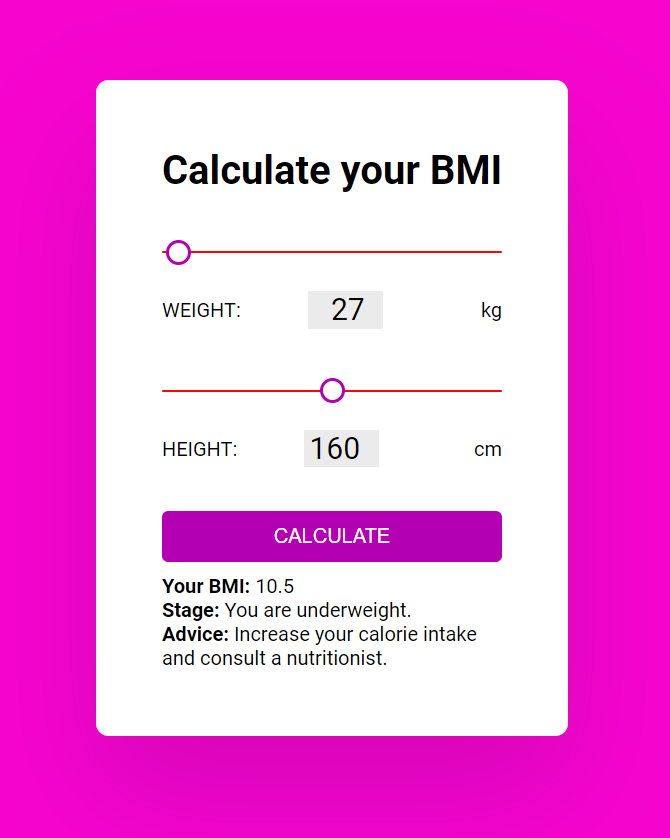 Calculate your BMI
WEIGHT: 27 kg
HEIGHT: 160 cm
CALCULATE
Your BMI: 10.5
Stage: You are underweight.
Advice: Increase your calorie intake
and consult a nutritionist.